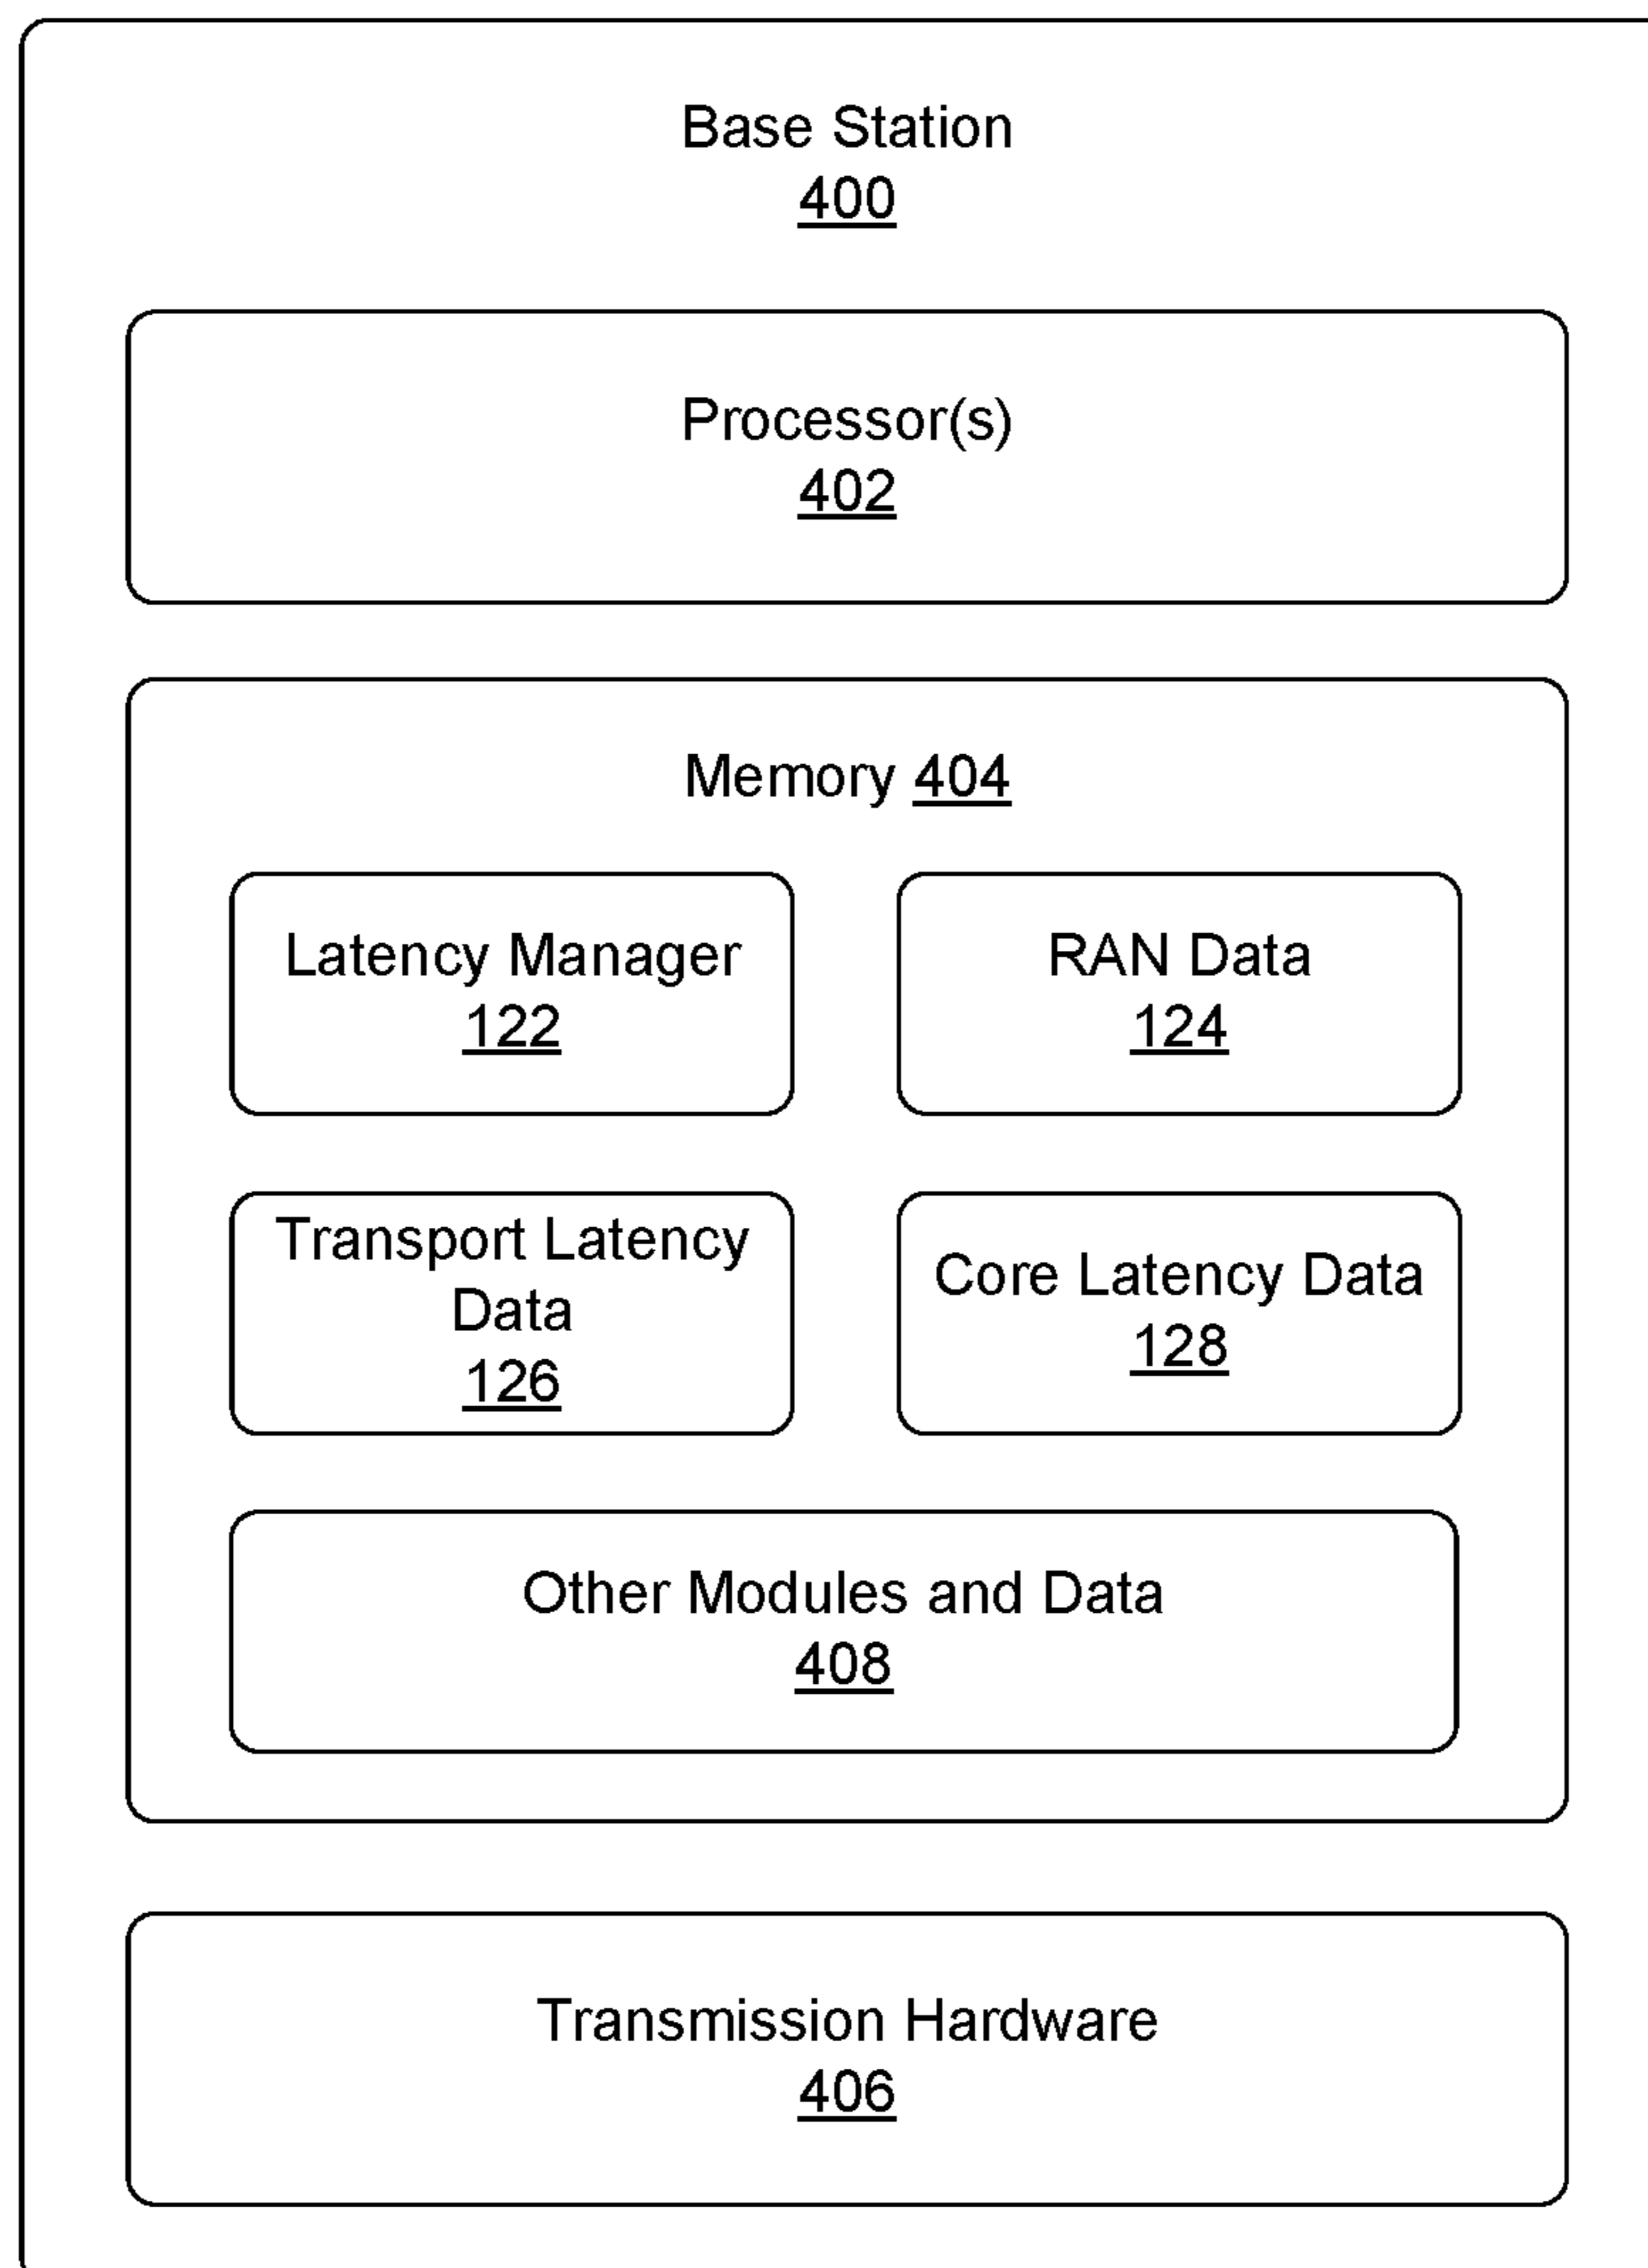 Base Station
400
Processor(s)
402
Memory 404
Latency Manager
122
RAN Data
124
Transport Latency
Data
126
Core Latency Data
128
Other Modules and Data
408
Transmission Hardware
406